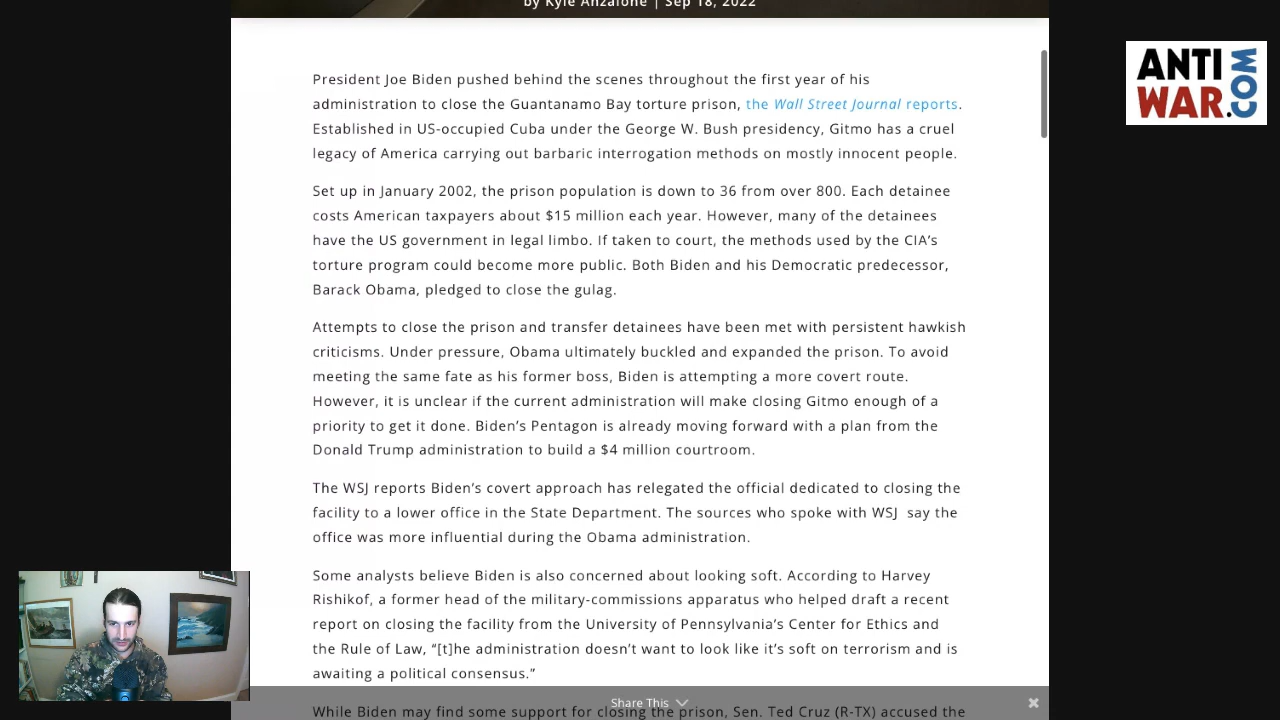 by Kyle Anzalone | Sep 18, 2022
ANTI
WAR.COM
President Joe Biden pushed behind the scenes throughout the first year of his
administration to close the Guantanamo Bay torture prison, the Wall Street Journal reports.
Established in US-occupied Cuba under the George W. Bush presidency, Gitmo has a cruel
legacy of America carrying out barbaric interrogation methods on mostly innocent people.
Set up in January 2002, the prison population is down to 36 from over 800. Each detainee
costs American taxpayers about $15 million each year. However, many of the detainees
have the US government in legal limbo. If taken to court, the methods used by the CIA’s
torture program could become more public. Both Biden and his Democratic predecessor,
Barack Obama, pledged to close the gulag.
Attempts to close the prison and transfer detainees have been met with persistent hawkish
criticisms. Under pressure, Obama ultimately buckled and expanded the prison. To avoid
meeting the same fate as his former boss, Biden is attempting a more covert route.
However, it is unclear if the current administration will make closing Gitmo enough of a
priority to get it done. Biden’s Pentagon is already moving forward with a plan from the
Donald Trump administration to build a $4 million courtroom.
The WSJ reports Biden’s covert approach has relegated the official dedicated to closing the
facility to a lower office in the State Department. The sources who spoke with WSJ  say the
office was more influential during the Obama administration.
Some analysts believe Biden is also concerned about looking soft. According to Harvey
Rishikof, a former head of the military-commissions apparatus who helped draft a recent
report on closing the facility from the University of Pennsylvania’s Center for Ethics and
the Rule of Law, “[t]he administration doesn’t want to look like it’s soft on terrorism and is
awaiting a political consensus.”
Share This
While Biden may find some support for closing the prison, Sen. Ted Cruz (R-TX) accused the